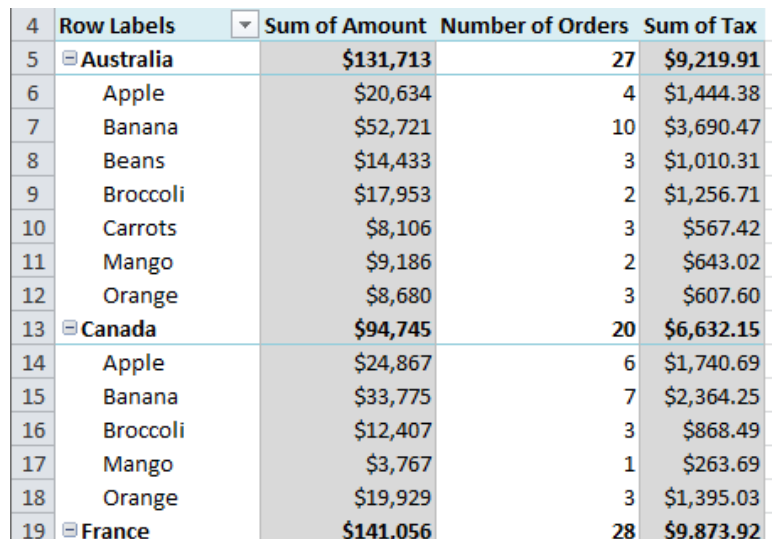 4 Row Labels Sum of Amount Number of Orders Sum of Tax
5 Australia $131,713 27 $9,219.91
6 Apple $20,634 4 $1,444.38
7 Banana $52,721 10 $3,690.47
8 Beans $14,433 3 $1,010.31
9 Broccoli $17,953 2 $1,256.71
10 Carrots $8,106 3 $567.42
11 Mango $9,186 2 $643.02
12 Orange $8,680 3 $607.60
13 Canada $94,745 20 $6,632.15
14 Apple $24,867 6 $1,740.69
15 Banana $33,775 7 $2,364.25
16 Broccoli $12,407 3 $868.49
17 Mango $3,767 1 $263.69
18 Orange $19,929 3 $1,395.03
19 France $141,056 28 $9,873.92